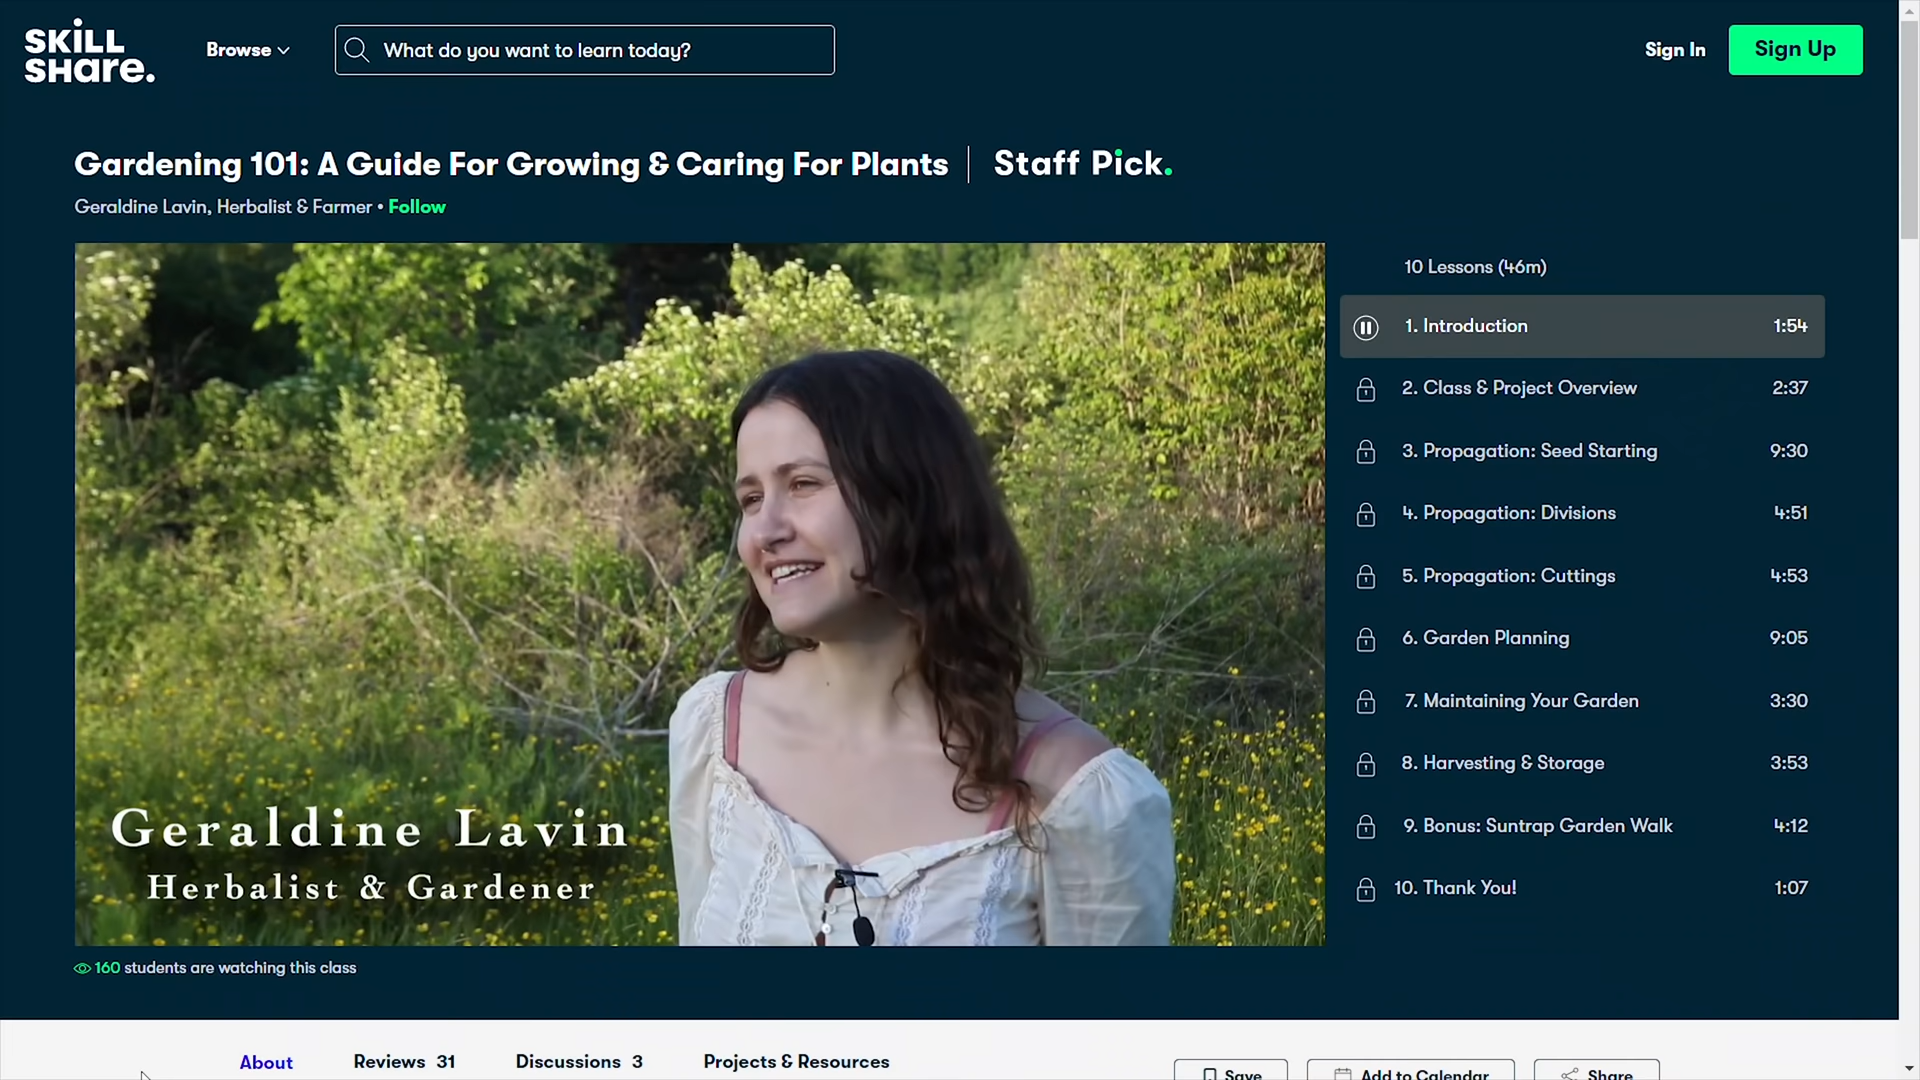 SKILL
SHare.
Browse
What do you want to learn today?
Sign In
Sign Up
Gardening 101: A Guide For Growing & Caring For Plants
Staff Pick.
Geraldine Lavin, Herbalist & Farmer • Follow
10 Lessons (46m)
1. Introduction 1:54
2. Class & Project Overview 2:37
3. Propagation: Seed Starting 9:30
4. Propagation: Divisions 4:51
5. Propagation: Cuttings 4:53
6. Garden Planning 9:05
7. Maintaining Your Garden 3:30
8. Harvesting & Storage 3:53
9. Bonus: Suntrap Garden Walk 4:12
10. Thank You! 1:07
Geraldine Lavin
Herbalist & Gardener
160 students are watching this class
About
Reviews 31
Discussions 3
Projects & Resources
Save
Add to Calendar
Share